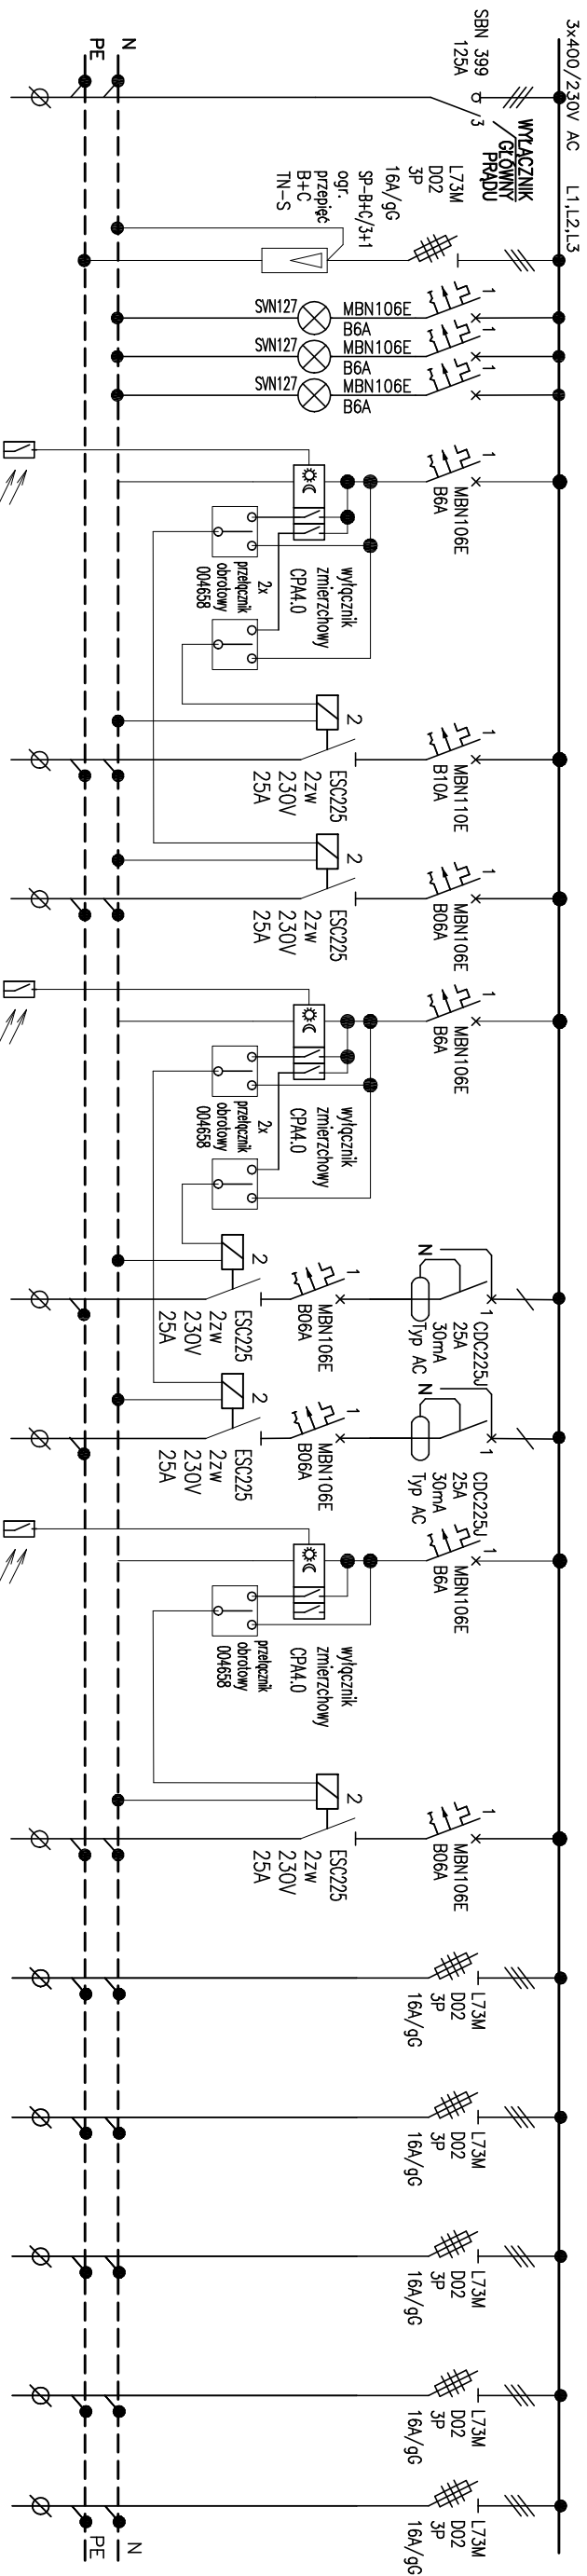 3x400/230V AC L1,L2,L3
SBN 399
125A
3
WYŁĄCZNIK
GŁÓWNY
PRĄDU
N
PE
L73M
D02
3P
16A/gG
SP-B+C/3+1
ogr.
przepięć
B+C
TN-S
1
MBN106E
B6A
SVN127
1
MBN106E
B6A
SVN127
1
MBN106E
B6A
SVN127
1
MBN106E
B6A
wyłącznik
zmierzchowy
CPA4.0
2x
przełącznik
obrotowy
004658
1
MBN110E
B10A
2
ESC225
2zw
230V
25A
1
MBN106E
B06A
2
ESC225
2zw
230V
25A
1
MBN106E
B6A
wyłącznik
zmierzchowy
CPA4.0
2x
przełącznik
obrotowy
004658
N
1
CDC225J
25A
30mA
Typ AC
1
MBN106E
B06A
2
ESC225
2zw
230V
25A
N
1
CDC225J
25A
30mA
Typ AC
1
MBN106E
B06A
2
ESC225
2zw
230V
25A
1
MBN106E
B6A
wyłącznik
zmierzchowy
CPA4.0
przełącznik
obrotowy
004658
1
MBN106E
B06A
2
ESC225
2zw
230V
25A
L73M
D02
3P
16A/gG
L73M
D02
3P
16A/gG
L73M
D02
3P
16A/gG
L73M
D02
3P
16A/gG
L73M
D02
3P
16A/gG
N
PE